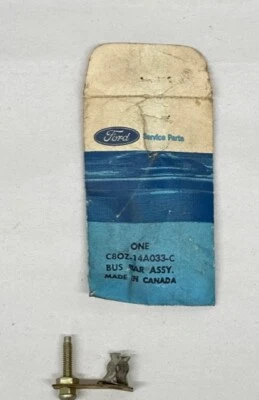 Ford Service Parts
ONE
C8OZ-14A033-C
BUS BAR ASSY.
MADE IN CANADA